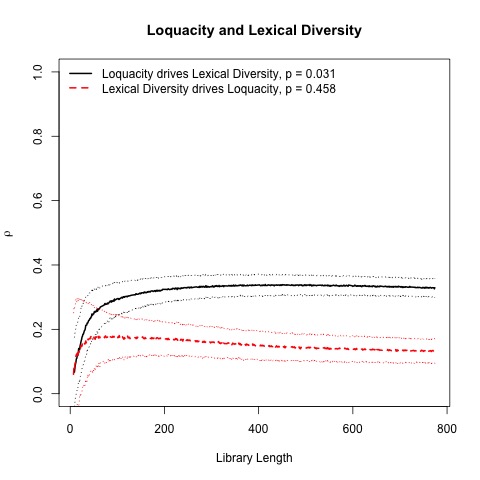 Loquacity and Lexical Diversity
Loquacity drives Lexical Diversity, p = 0.031
Lexical Diversity drives Loquacity, p = 0.458
1.0
0.8
0.6
0.4
0.2
0.0
ρ
0 200 400 600 800
Library Length